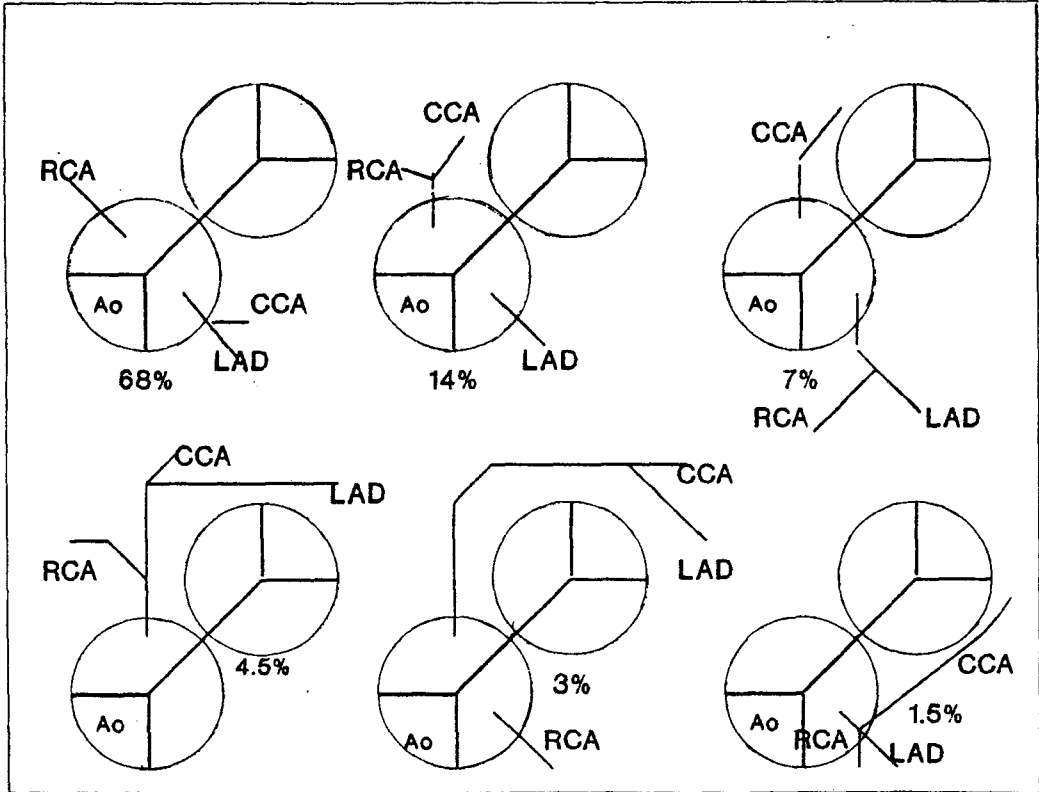 RCA
Ao
CCA
LAD
68%
CCA
RCA
Ao
LAD
14%
CCA
Ao
7%
RCA
LAD
CCA
LAD
RCA
4.5%
Ao
CCA
LAD
3%
Ao
RCA
CCA
1.5%
Ao
RCA
LAD